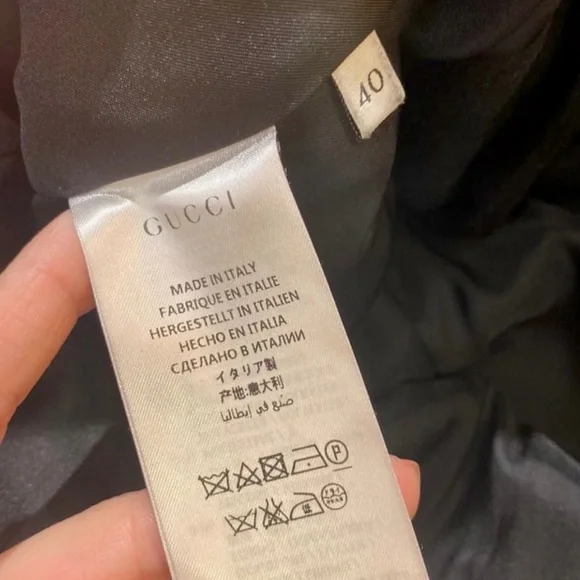 40
GUCCI
MADE IN ITALY
FABRIQUE EN ITALIE
HERGESTELLT IN ITALIEN
HECHO EN ITALIA
СДЕЛАНО В ИТАЛИИ
イタリア製
产地:意大利
صنع في إيطاليا
P